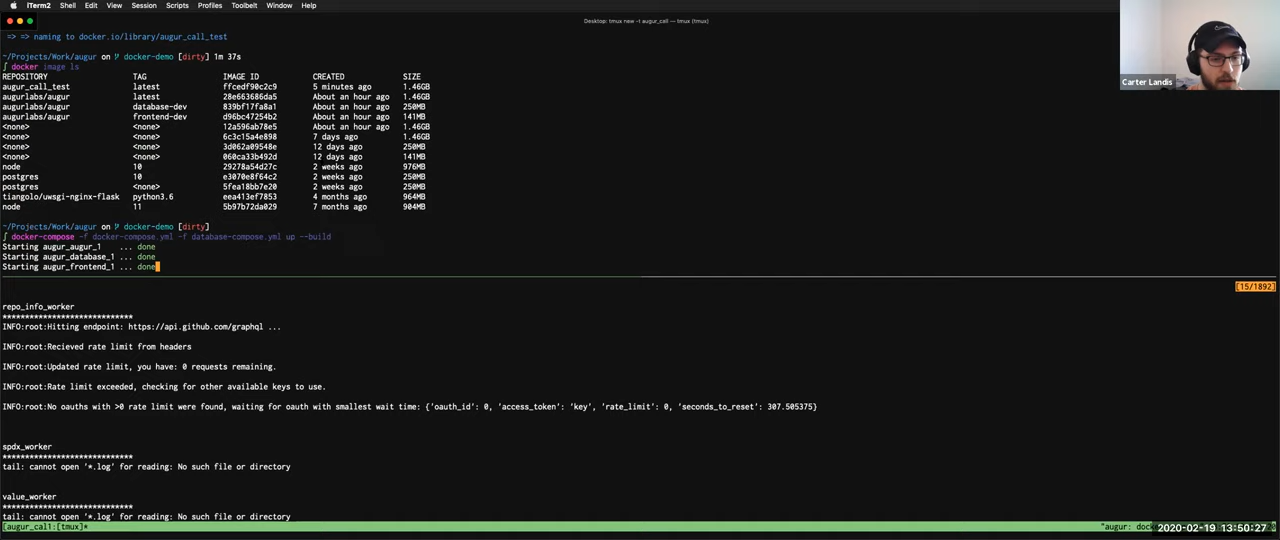 iTerm2 Shell Edit View Session Scripts Profiles Toolbelt Window Help
Desktop: tmux new -t augur_call — tmux (tmux)
=> => naming to docker.io/library/augur_call_test
~/Projects/Work/augur on docker-demo [dirty] 1m 37s
∫ docker image ls
REPOSITORY TAG IMAGE ID CREATED SIZE
augur_call_test latest ffcedf90c2c9 5 minutes ago 1.46GB
augurlabs/augur latest 28e663686da5 About an hour ago 1.46GB
augurlabs/augur database-dev 839bf17fa8a1 About an hour ago 250MB
augurlabs/augur frontend-dev d96bc47254b2 About an hour ago 141MB
<none> <none> 12a596ab78e5 About an hour ago 1.46GB
<none> <none> 6c3c15a4e898 7 days ago 1.46GB
<none> <none> 3d062a09548e 12 days ago 250MB
<none> <none> 060ca33b492d 12 days ago 141MB
node 10 29278a54d27c 2 weeks ago 976MB
postgres 10 e3070e8f64c2 2 weeks ago 250MB
postgres <none> 5fea18bb7e20 2 weeks ago 250MB
tiangolo/uwsgi-nginx-flask python3.6 eea413ef7853 4 months ago 964MB
node 11 5b97b72da029 7 months ago 904MB
~/Projects/Work/augur on docker-demo [dirty]
∫ docker-compose -f docker-compose.yml -f database-compose.yml up --build
Starting augur_augur_1 ... done
Starting augur_database_1 ... done
Starting augur_frontend_1 ... done
[15/1892]
repo_info_worker
******************************
INFO:root:Hitting endpoint: https://api.github.com/graphql ...
INFO:root:Recieved rate limit from headers
INFO:root:Updated rate limit, you have: 0 requests remaining.
INFO:root:Rate limit exceeded, checking for other available keys to use.
INFO:root:No oauths with >0 rate limit were found, waiting for oauth with smallest wait time: {'oauth_id': 0, 'access_token': 'key', 'rate_limit': 0, 'seconds_to_reset': 307.505375}
spdx_worker
******************************
tail: cannot open '*.log' for reading: No such file or directory
value_worker
******************************
tail: cannot open '*.log' for reading: No such file or directory
[augur_cal1:[tmux]* "augur: doc
2020-02-19 13:50:27
Carter Landis